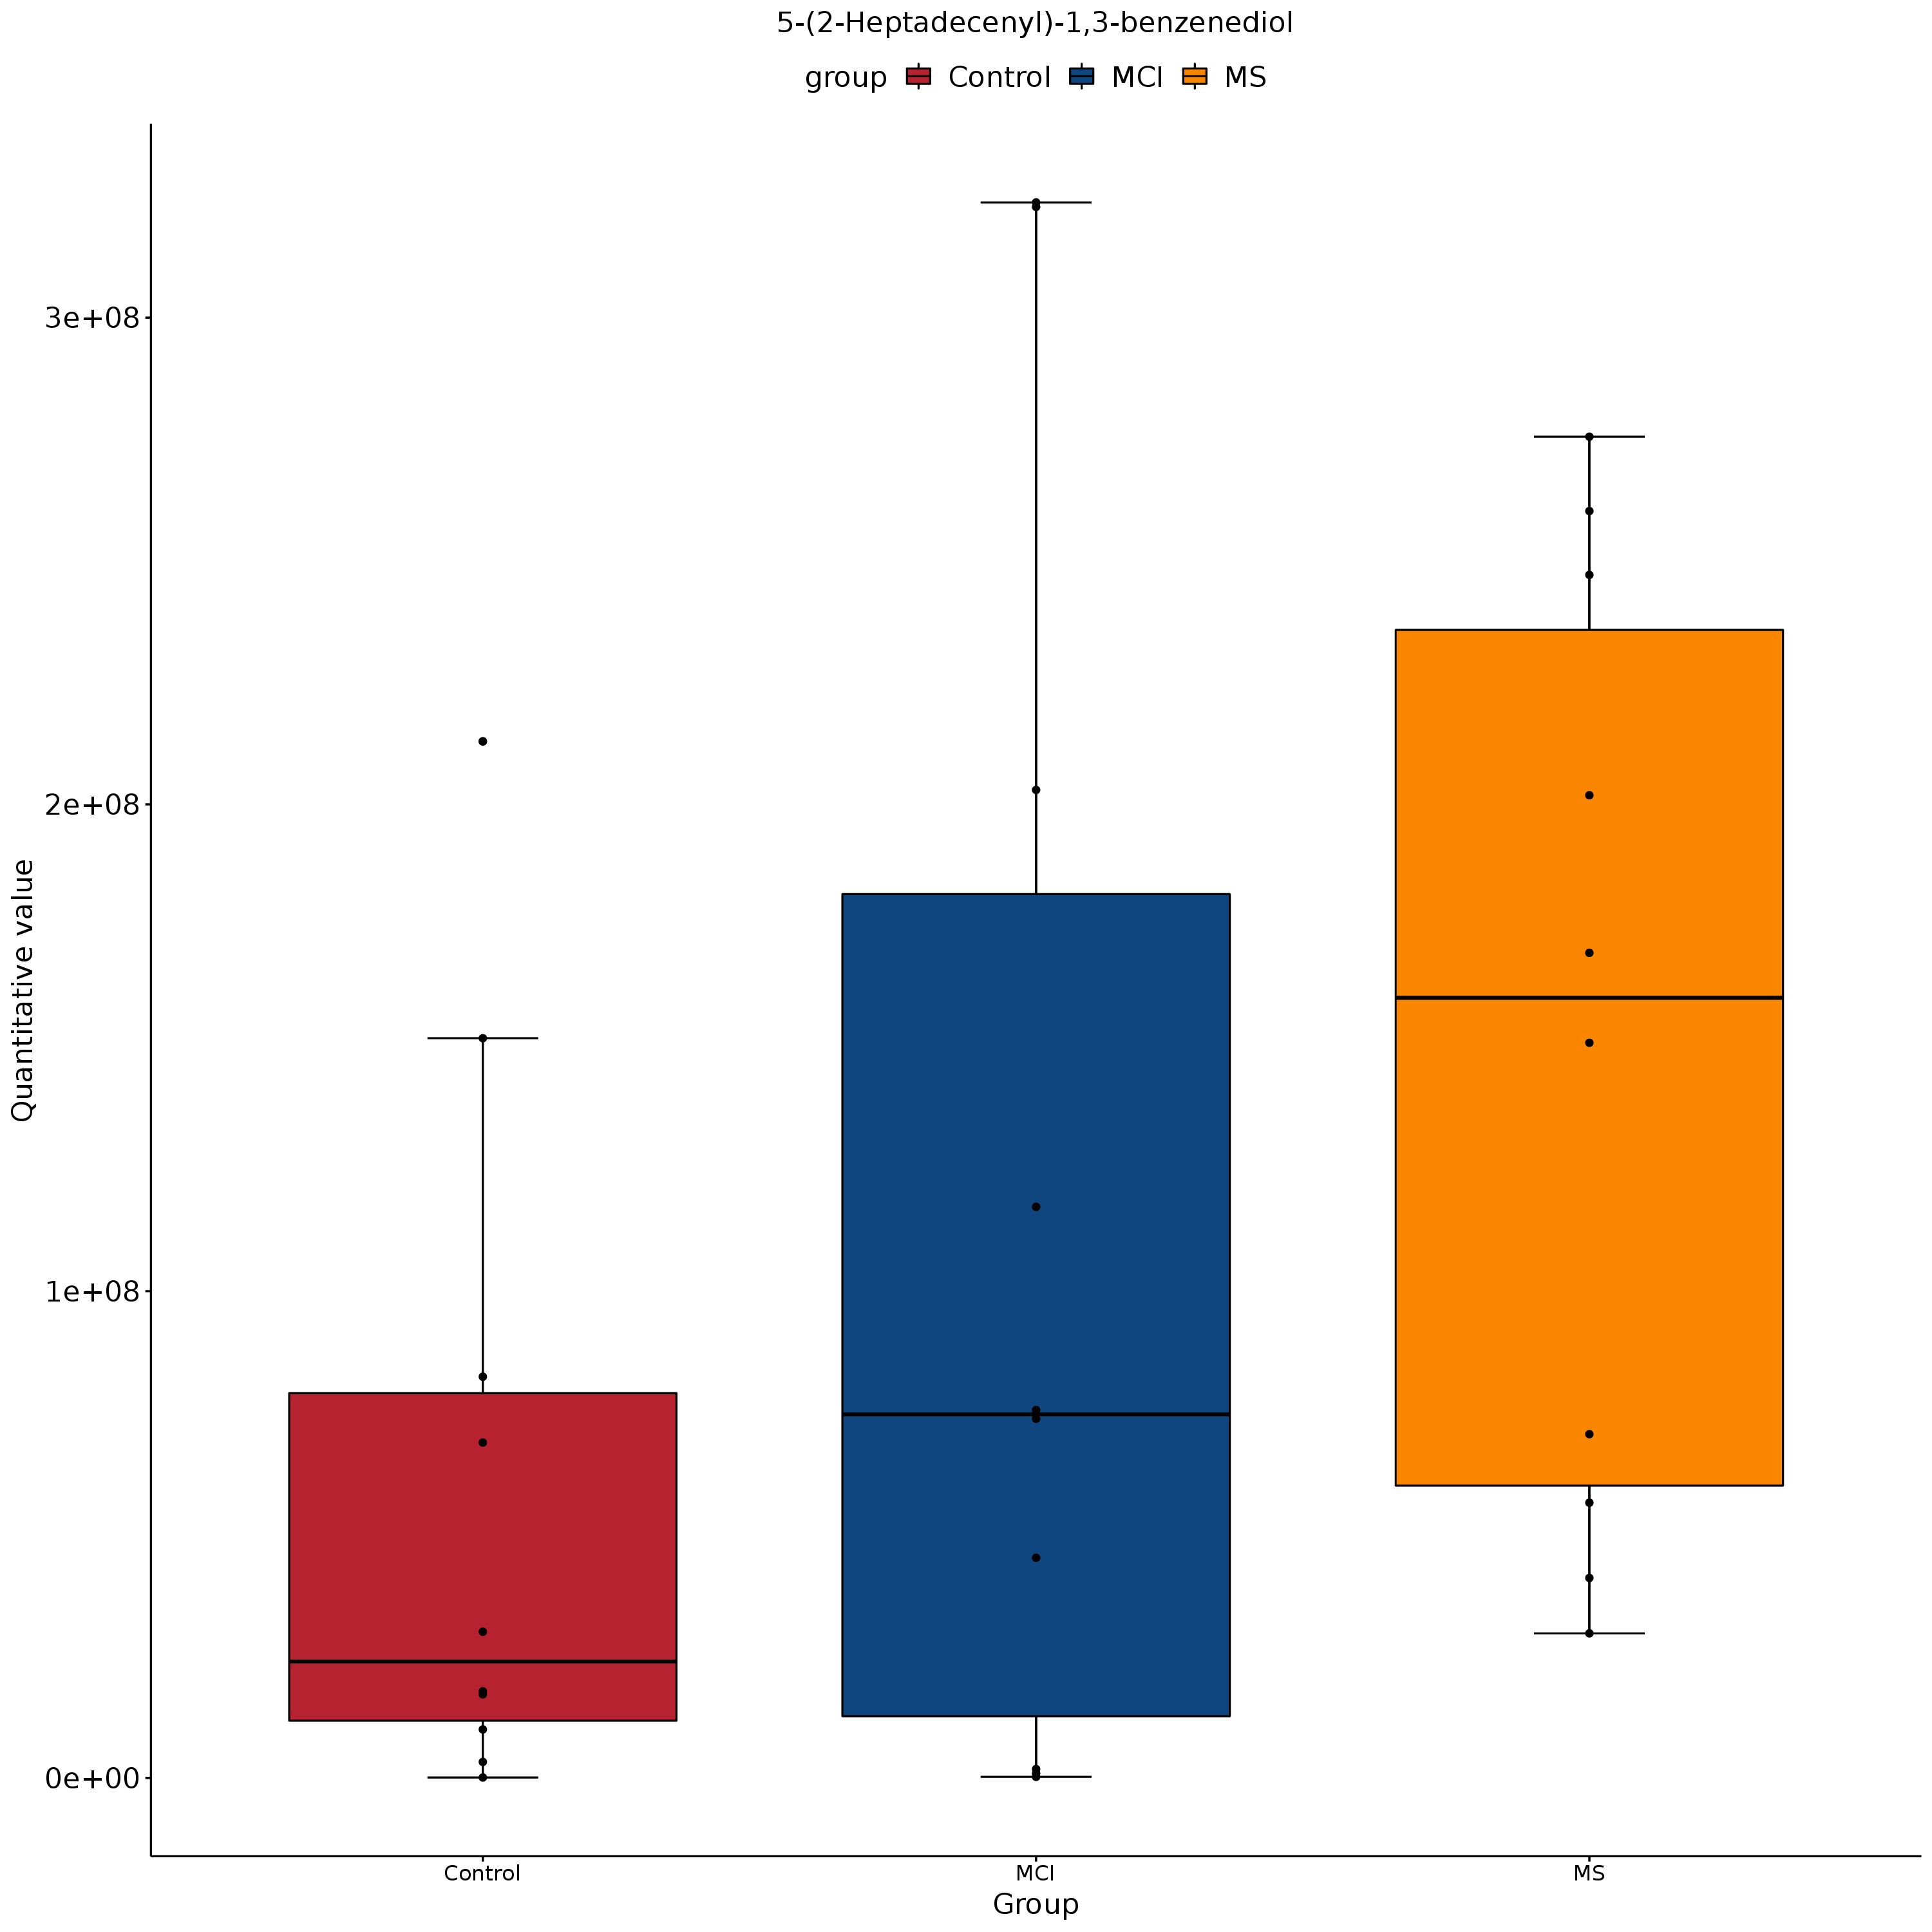 5-(2-Heptadecenyl)-1,3-benzenediol
group Control MCI MS
Quantitative value
3e+08
2e+08
1e+08
0e+00
Control MCI MS
Group